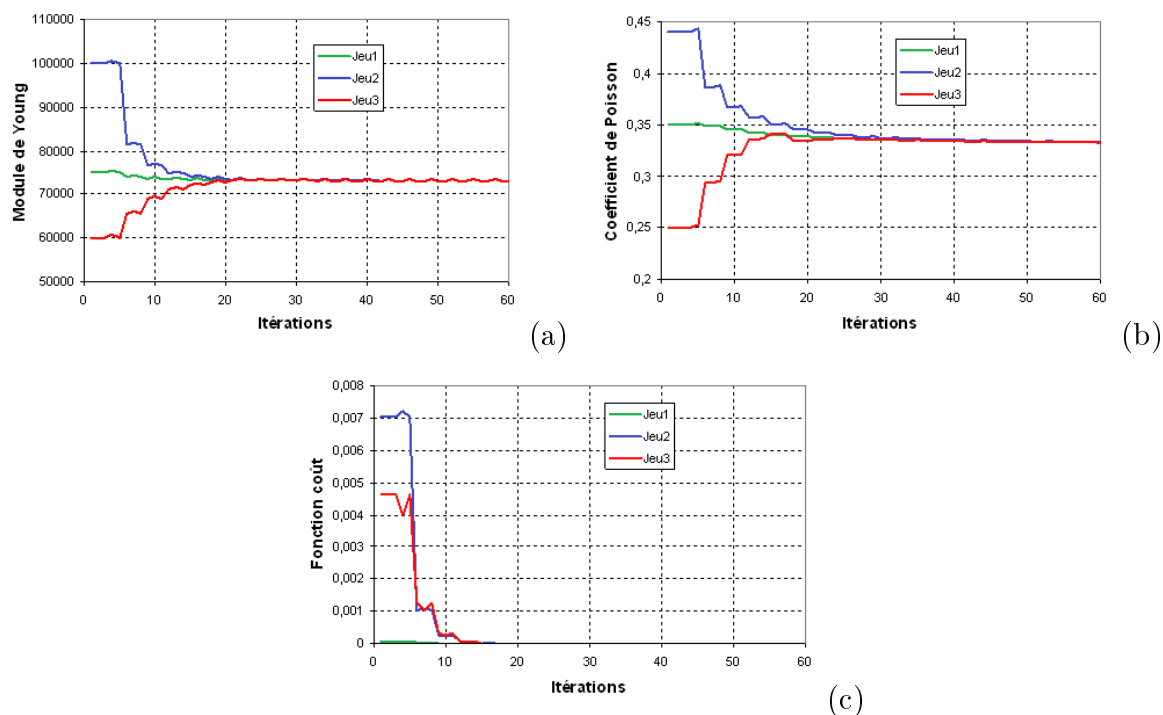 110000
100000
90000
80000
70000
60000
50000
Module de Young
0 10 20 30 40 50 60
Itérations
Jeu1
Jeu2
Jeu3
(a)
0,45
0,4
0,35
0,3
0,25
0,2
Coefficient de Poisson
0 10 20 30 40 50 60
Itérations
Jeu1
Jeu2
Jeu3
(b)
0,008
0,007
0,006
0,005
0,004
0,003
0,002
0,001
0
Fonction coût
0 10 20 30 40 50 60
Itérations
Jeu1
Jeu2
Jeu3
(c)